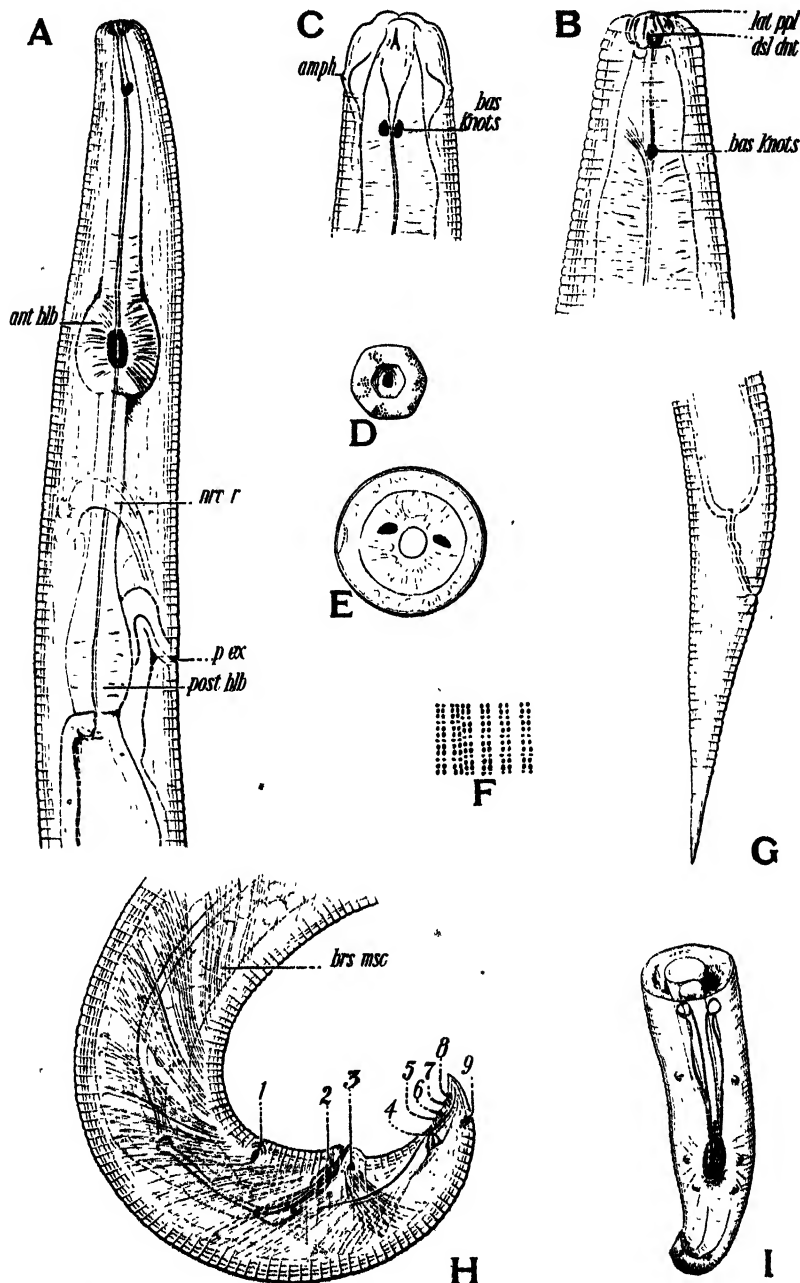 A
C
B
lat ppl
dsl dnt
amph
bas
Knots
bas Knots
ant blb
D
nrv r
E
p ex
post blb
F
G
brs msc
1
2
3
4
5
6
7
8
9
H
I